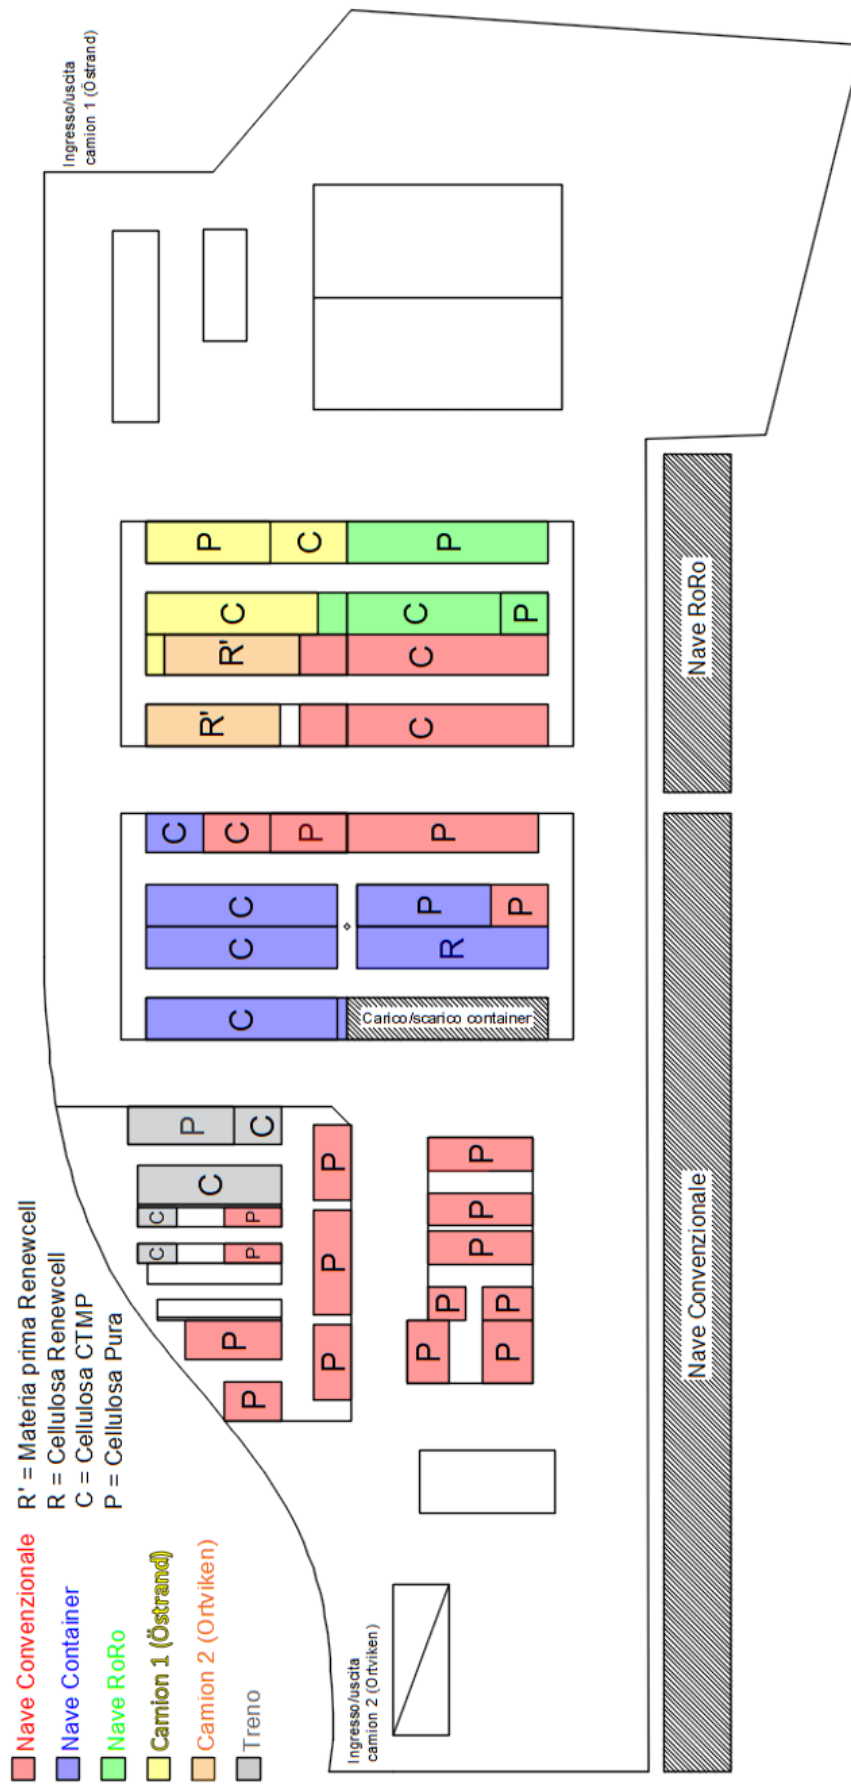 Nave Convenzionale
Nave Container
Nave RoRo
Camion 1 (Östrand)
Camion 2 (Ortviken)
Treno
R' = Materia prima Renewcell
R = Cellulosa Renewcell
C = Cellulosa CTMP
P = Cellulosa Pura
Ingresso/uscita
camion 1 (Östrand)
C
C
P
C
P
P
P
P
C
P
P
P
P
P
P
P
P
P
P
C
C
C
C
P
P
P
R
Carico/scarico container
P
R'
R'
C
P
C
C
C
C
P
P
Ingresso/uscita
camion 2 (Ortviken)
Nave Convenzionale
Nave RoRo